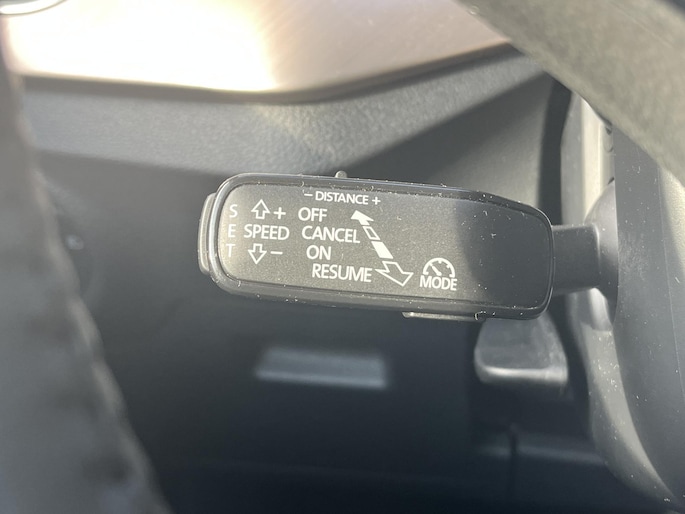 - DISTANCE +
S + OFF
E SPEED CANCEL
T - ON
RESUME
MODE